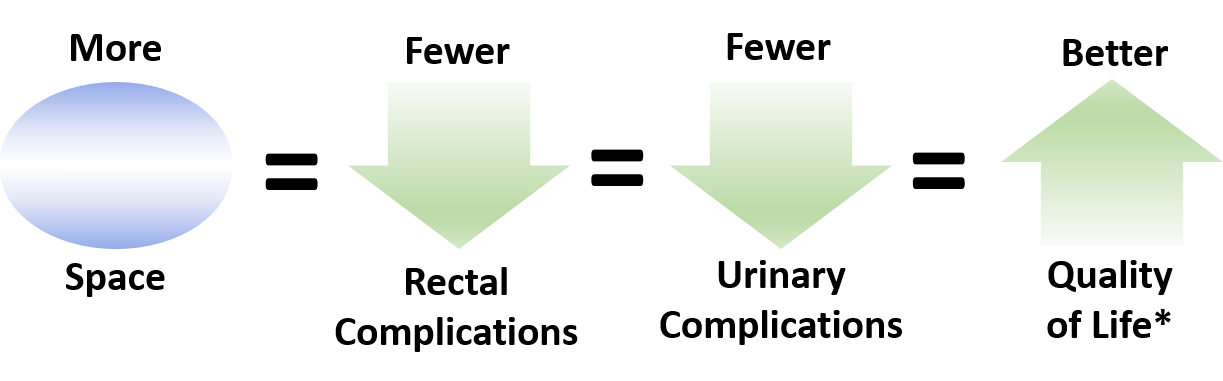 More
Space
=
Fewer
Rectal
Complications
=
Fewer
Urinary
Complications
=
Better
Quality
of Life*